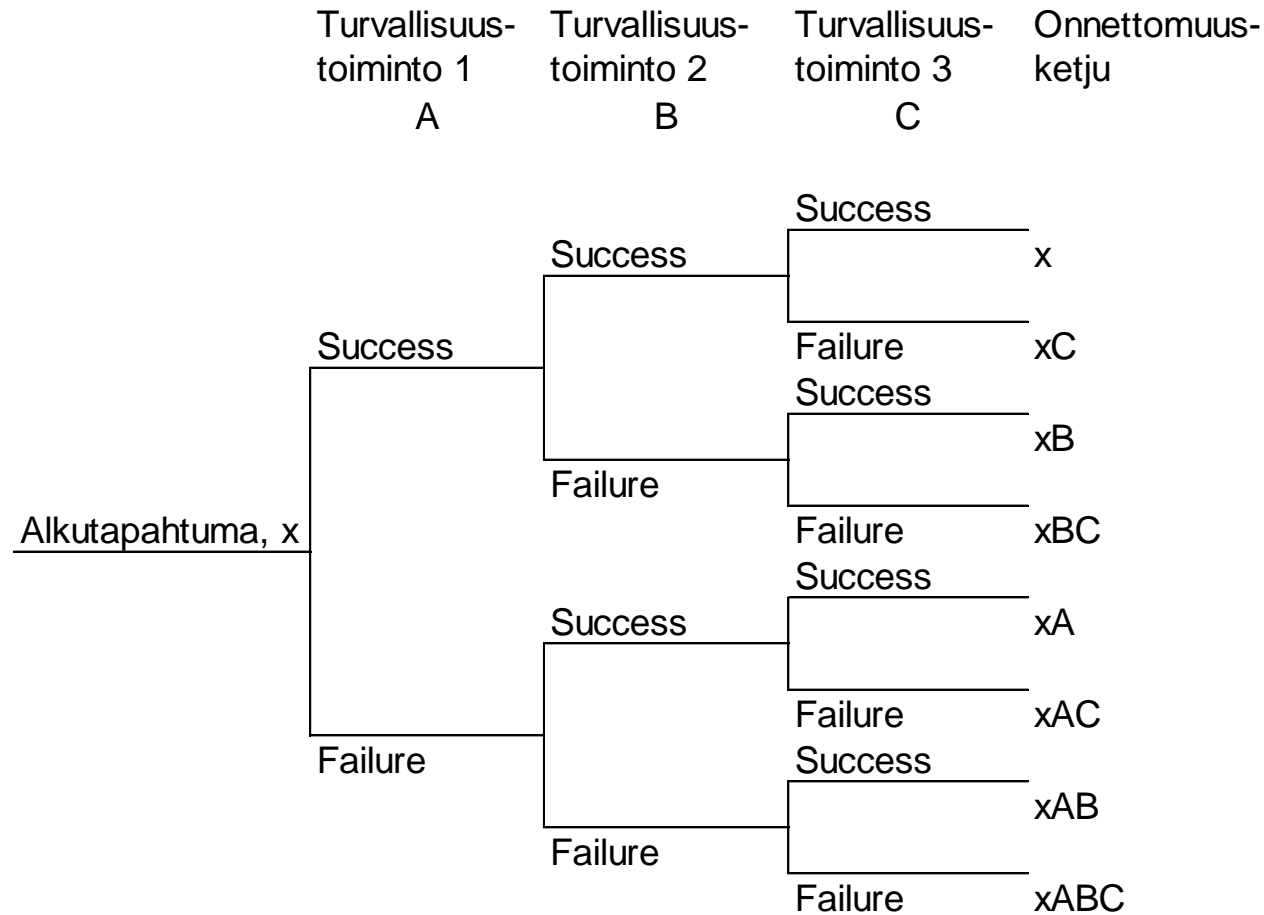 Turvallisuus-
toiminto 1
A
Turvallisuus-
toiminto 2
B
Turvallisuus-
toiminto 3
C
Onnettomuus-
ketju
Success
Success
x
Success
Failure
xC
Success
xB
Failure
Alkutapahtuma, x
Failure
xBC
Success
Success
xA
Failure
xAC
Failure
Success
xAB
Failure
Failure
xABC